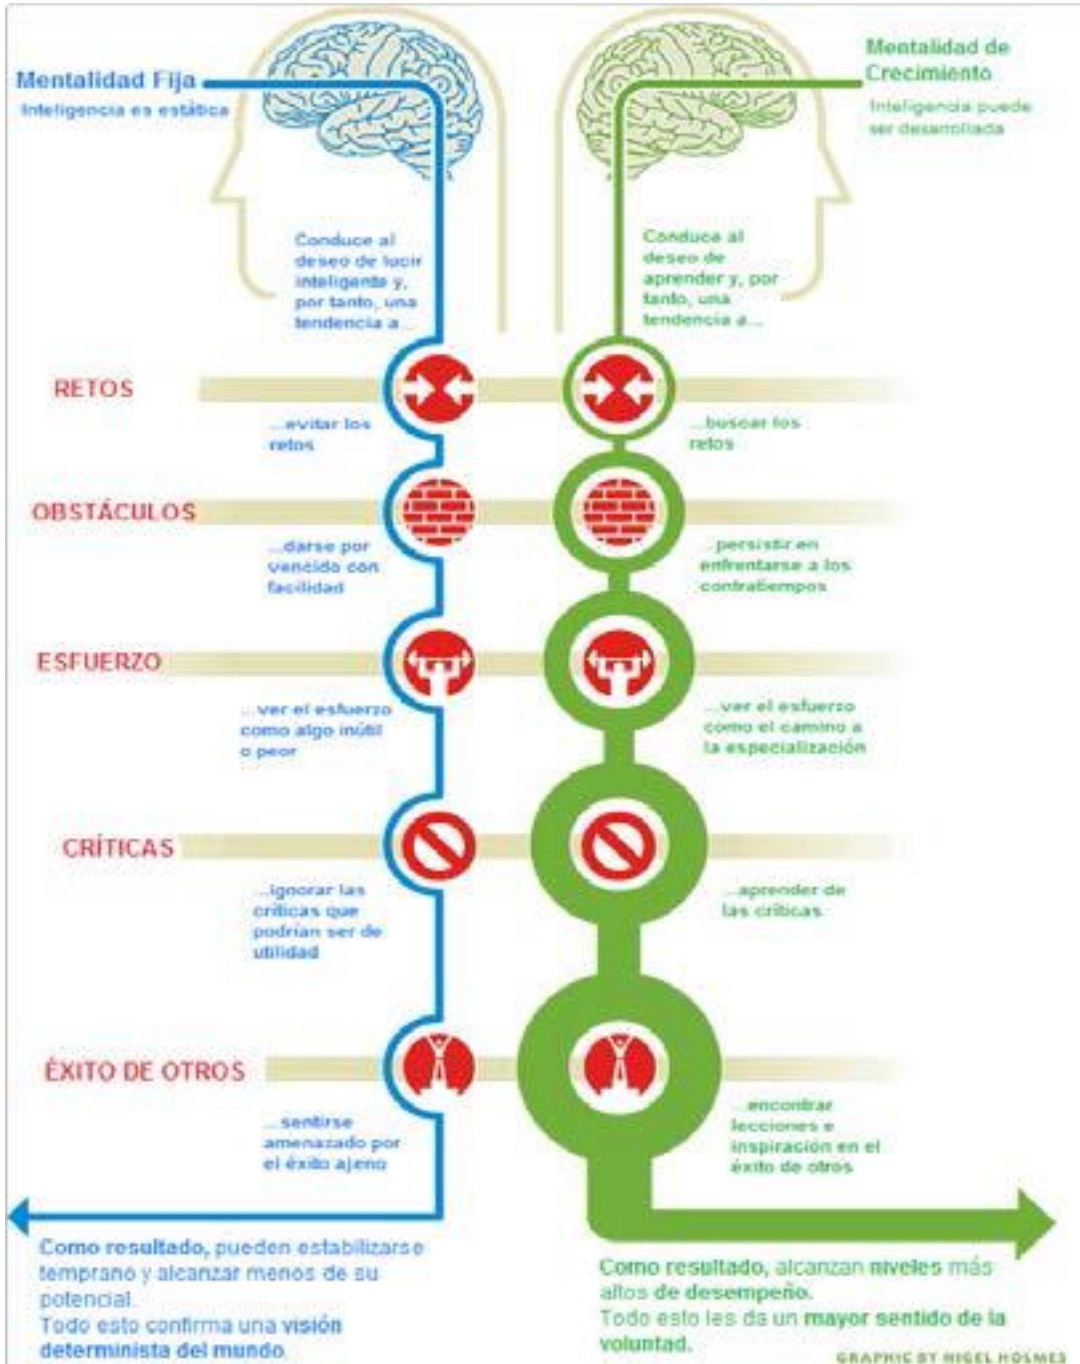 Mentalidad Fija
Inteligencia es estática
Mentalidad de
Crecimiento
Inteligencia puede
ser desarrollada
Conduce al
deseo de lucir
inteligente y,
por tanto, una
tendencia a...
Conduce al
deseo de
aprender y, por
tanto, una
tendencia a...
RETOS
...evitar los
retos
...buscar los
retos
OBSTÁCULOS
...darse por
vencido con
facilidad
...persistir en
enfrentarse a los
contratiempos
ESFUERZO
...ver el esfuerzo
como algo inútil
o peor
...ver el esfuerzo
como el camino a
la especialización
CRÍTICAS
...ignorar las
críticas que
podrían ser de
utilidad
...aprender de
las críticas
ÉXITO DE OTROS
...sentirse
amenazado por
el éxito ajeno
...encontrar
lecciones e
inspiración en el
éxito de otros
Como resultado, pueden estabilizarse
temprano y alcanzar menos de su
potencial.
Todo esto confirma una visión
determinista del mundo.
Como resultado, alcanzan niveles más
altos de desempeño.
Todo esto les da un mayor sentido de la
voluntad.
GRAPHIC BY NIGEL HOLMES